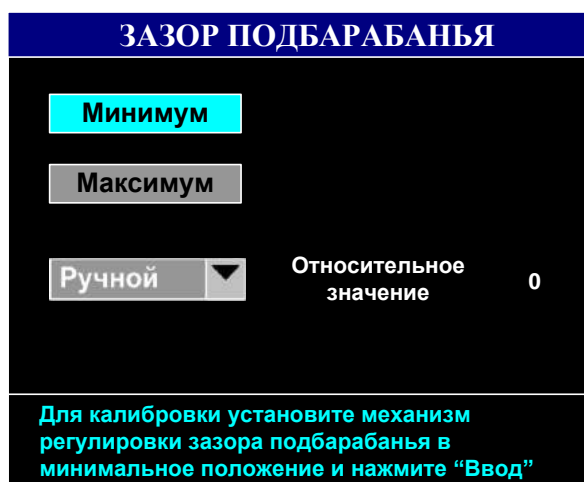 ЗАЗОР ПОДБАРАБАНЬЯ
Минимум
Максимум
Ручной
Относительное
значение
0
Для калибровки установите механизм
регулировки зазора подбарабанья в
минимальное положение и нажмите “Ввод”